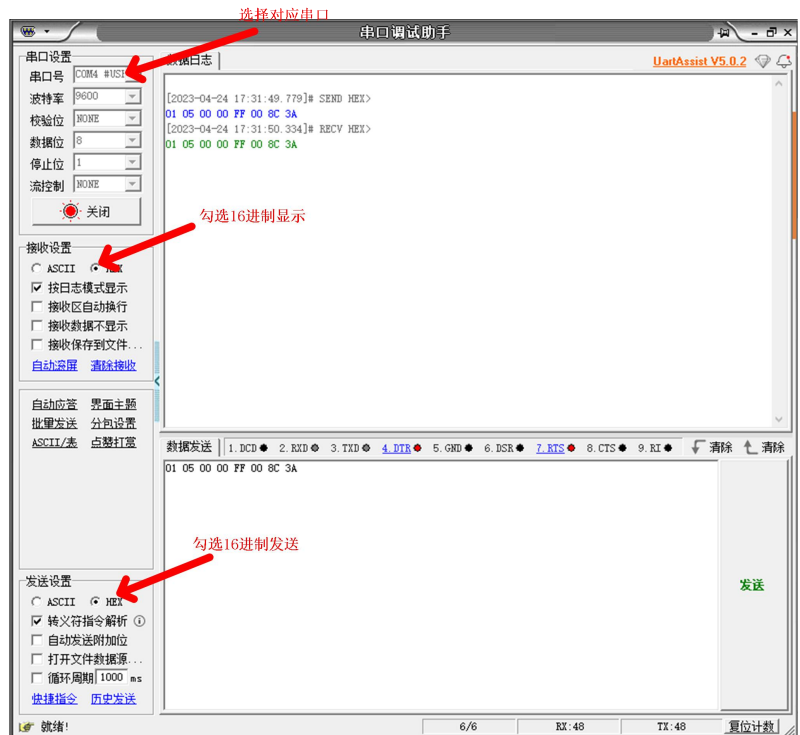 选择对应串口
串口调试助手
串口设置
串口号 COM4 #USB
波特率 9600
校验位 NONE
数据位 8
停止位 1
流控制 NONE
关闭
数据日志
UartAssist V5.0.2
[2023-04-24 17:31:49.779]# SEND HEX>
01 05 00 00 FF 00 8C 3A
[2023-04-24 17:31:50.334]# RECV HEX>
01 05 00 00 FF 00 8C 3A
勾选16进制显示
接收设置
ASCII HEX
按日志模式显示
接收区自动换行
接收数据不显示
接收保存到文件...
自动滚屏 清除接收
自动应答 界面主题
批量发送 分包设置
ASCII/表 点赞打赏
数据发送 1.DCD 2.RXD 3.TXD 4.DTR 5.GND 6.DSR 7.RTS 8.CTS 9.RI 清除 清除
01 05 00 00 FF 00 8C 3A
勾选16进制发送
发送
发送设置
ASCII HEX
转义符指令解析
自动发送附加位
打开文件数据源...
循环周期 1000 ms
快捷指令 历史发送
就绪! 6/6 RX:48 TX:48 复位计数